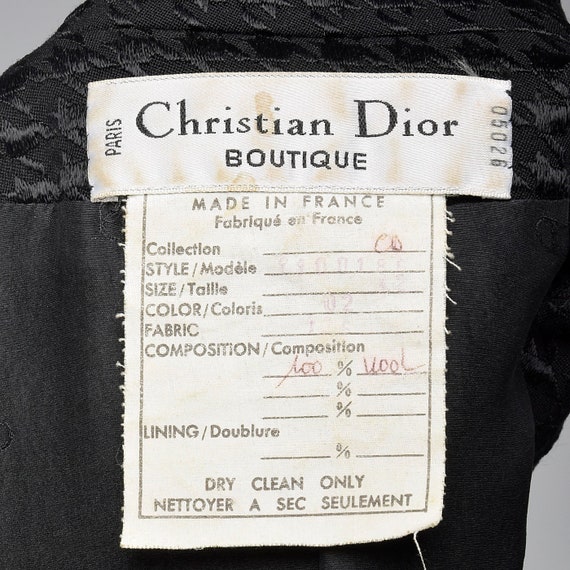 PARIS
Christian Dior
BOUTIQUE
05026
MADE IN FRANCE
Fabriqué en France
Collection CD
STYLE/Modèle
SIZE/Taille
COLOR/Coloris
FABRIC
COMPOSITION/Composition
100 % Wool
%
%
LINING/Doublure
%
DRY CLEAN ONLY
NETTOYER A SEC SEULEMENT